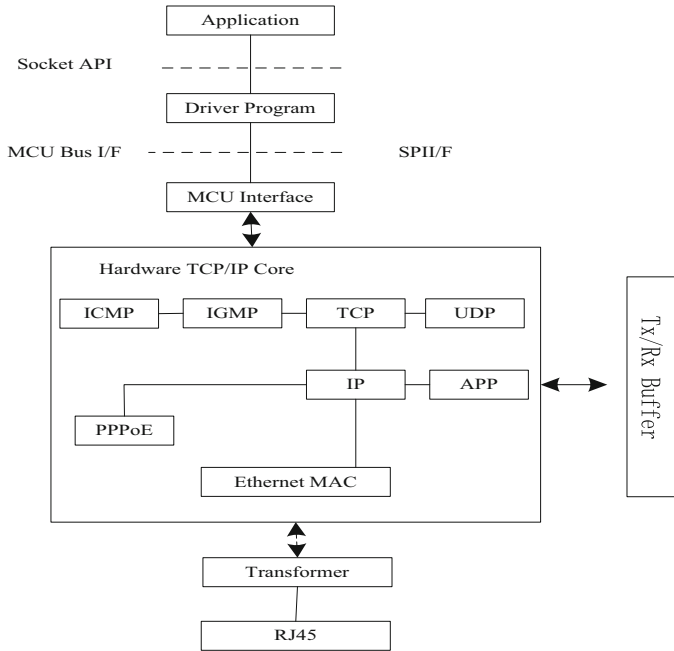 Application
Socket API
Driver Program
MCU Bus I/F
SPII/F
MCU Interface
Hardware TCP/IP Core
ICMP
IGMP
TCP
UDP
IP
APP
PPPoE
Ethernet MAC
Tx/Rx Buffer
Transformer
RJ45